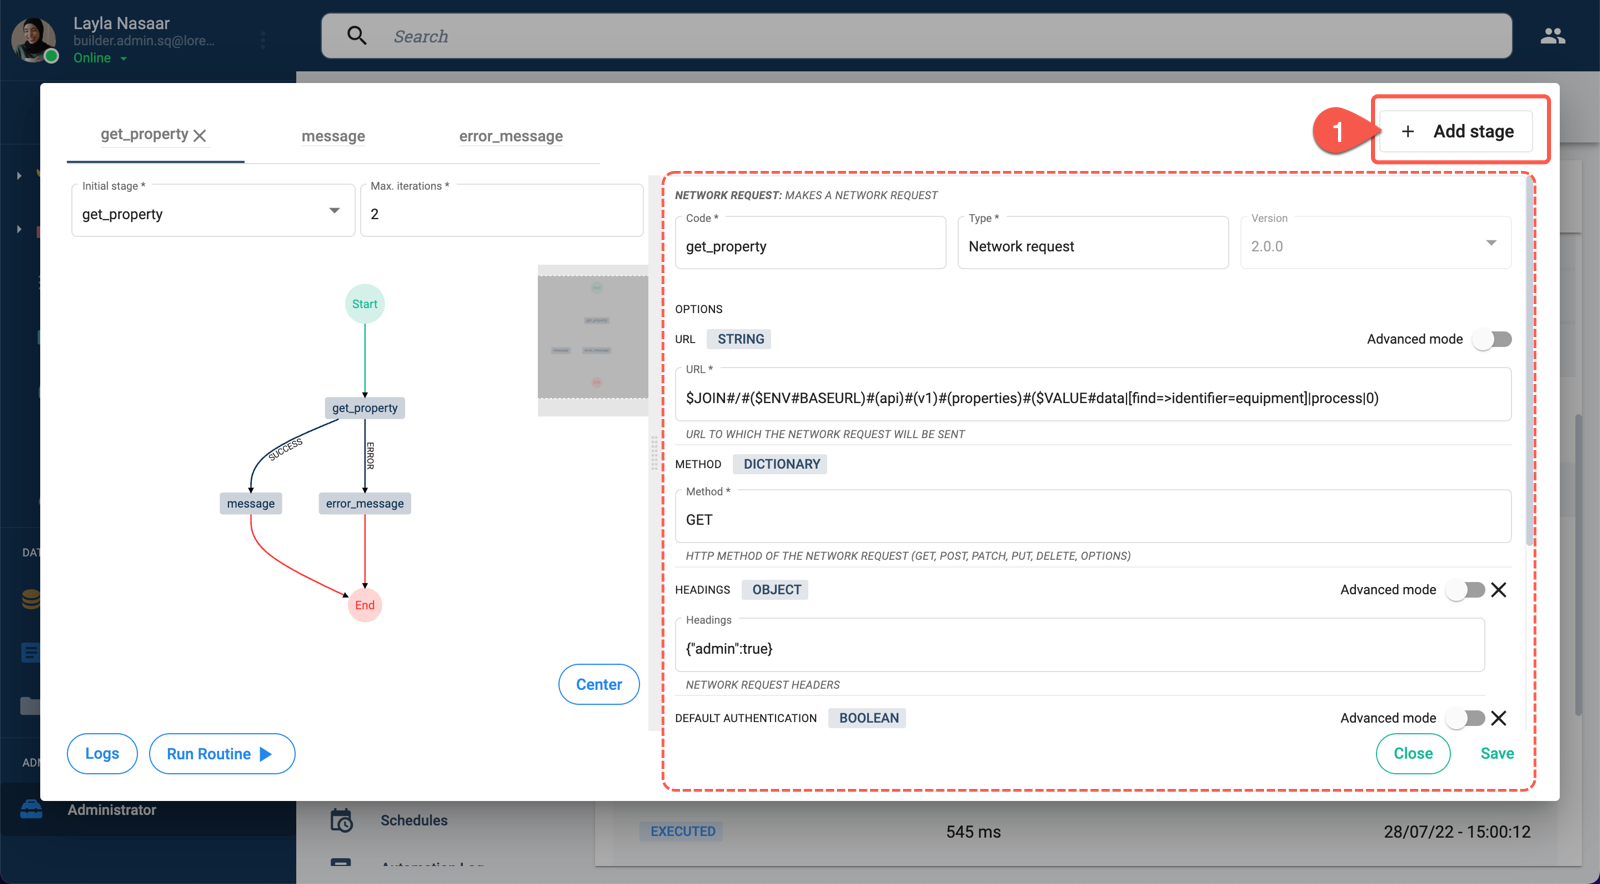 Layla Nasaar
builder.admin.sq@lore...
Online
Search
get_property
message
error_message
1
+ Add stage
Initial stage *
get_property
Max. iterations *
2
Start
get_property
SUCCESS
ERROR
message
error_message
End
Center
Logs
Run Routine
NETWORK REQUEST: MAKES A NETWORK REQUEST
Code *
get_property
Type *
Network request
Version
2.0.0
OPTIONS
URL STRING
Advanced mode
URL *
$JOIN#/#($ENV#BASEURL)#(api)#(v1)#(properties)#($VALUE#data|[find=>identifier=equipment]|process|0)
URL TO WHICH THE NETWORK REQUEST WILL BE SENT
METHOD DICTIONARY
Method *
GET
HTTP METHOD OF THE NETWORK REQUEST (GET, POST, PATCH, PUT, DELETE, OPTIONS)
HEADINGS OBJECT
Advanced mode
Headings
{"admin":true}
NETWORK REQUEST HEADERS
DEFAULT AUTHENTICATION BOOLEAN
Advanced mode
Close
Save
DAT
ADM
Administrator
Schedules
EXECUTED
545 ms
28/07/22 - 15:00:12